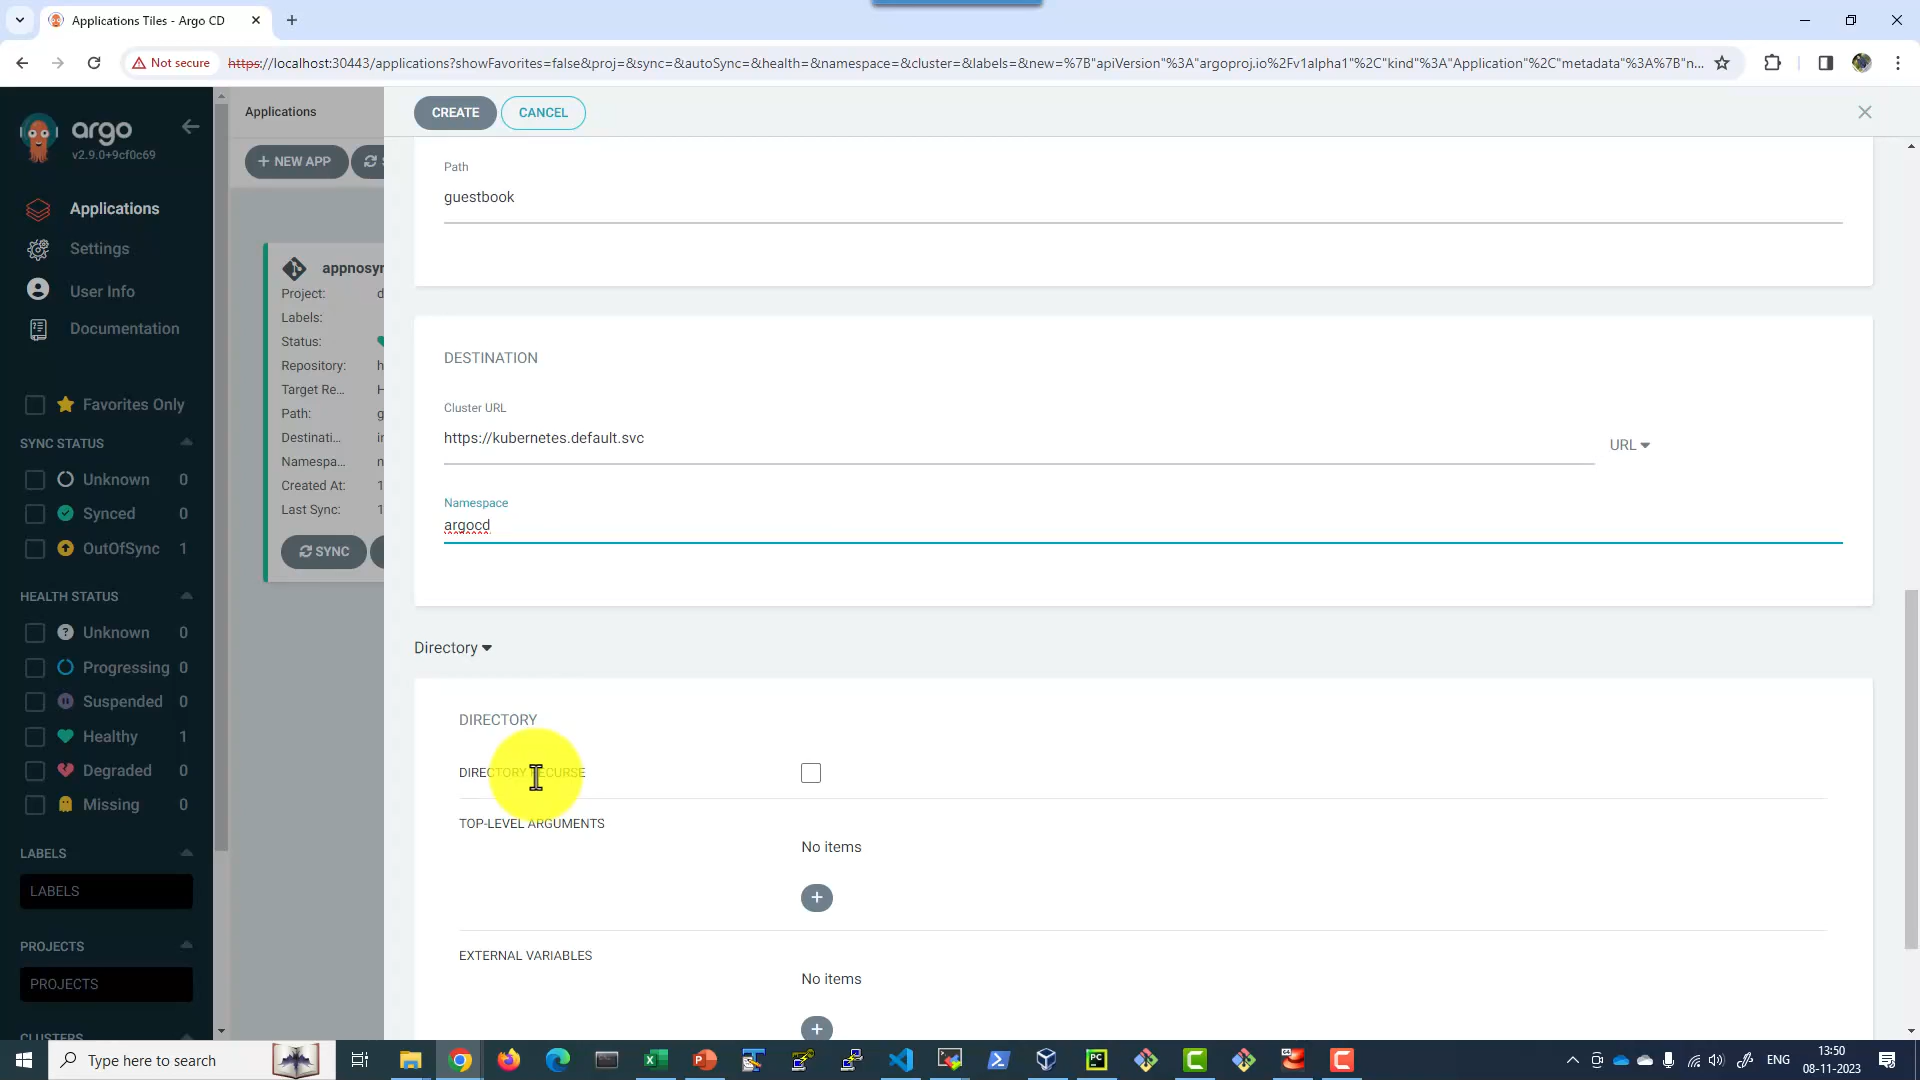 Applications Tiles - Argo CD
Not secure
https://localhost:30443/applications?showFavorites=false&proj=&sync=&autoSync=&health=&namespace=&cluster=&labels=&new=%7B"apiVersion"%3A"argoproj.io%2Fv1alpha1"%2C"kind"%3A"Application"%2C"metadata"%3A%7B"n...
argo
v2.9.0+9cf0c69
Applications
Settings
User Info
Documentation
Favorites Only
SYNC STATUS
Unknown 0
Synced 0
OutOfSync 1
HEALTH STATUS
Unknown 0
Progressing 0
Suspended 0
Healthy 1
Degraded 0
Missing 0
LABELS
LABELS
PROJECTS
PROJECTS
CLUSTERS
Applications
+ NEW APP
S
appnosyn
Project: d
Labels:
Status:
Repository: h
Target Re... H
Path: g
Destinati... in
Namespa... n
Created At: 1
Last Sync: 1
SYNC
CREATE
CANCEL
Path
guestbook
DESTINATION
Cluster URL
https://kubernetes.default.svc
URL
Namespace
argocd
Directory
DIRECTORY
DIRECTORY RECURSE
TOP-LEVEL ARGUMENTS
No items
+
EXTERNAL VARIABLES
No items
+
Type here to search
ENG
13:50
08-11-2023